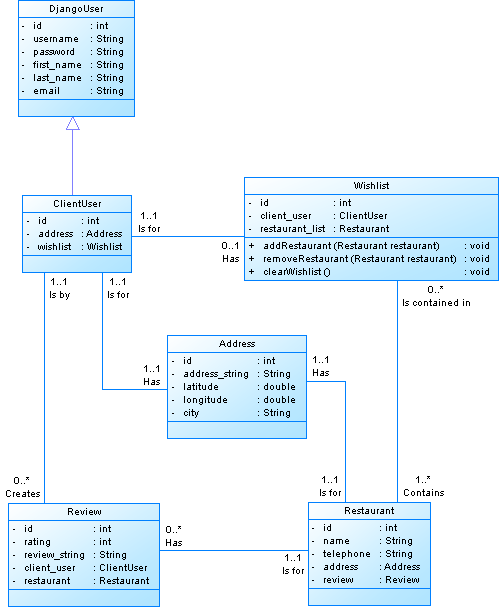 DjangoUser
- id : int
- username : String
- password : String
- first_name : String
- last_name : String
- email : String
ClientUser
- id : int
- address : Address
- wishlist : Wishlist
1..1
Is for
0..1
Has
Wishlist
- id : int
- client_user : ClientUser
- restaurant_list : Restaurant
+ addRestaurant (Restaurant restaurant) : void
+ removeRestaurant (Restaurant restaurant) : void
+ clearWishlist () : void
1..1
Is by
1..1
Is for
0..*
Is contained in
Address
- id : int
- address_string : String
- latitude : double
- longitude : double
- city : String
1..1
Has
1..1
Has
0..*
Creates
1..1
Is for
1..*
Contains
Review
- id : int
- rating : int
- review_string : String
- client_user : ClientUser
- restaurant : Restaurant
0..*
Has
1..1
Is for
Restaurant
- id : int
- name : String
- telephone : String
- address : Address
- review : Review